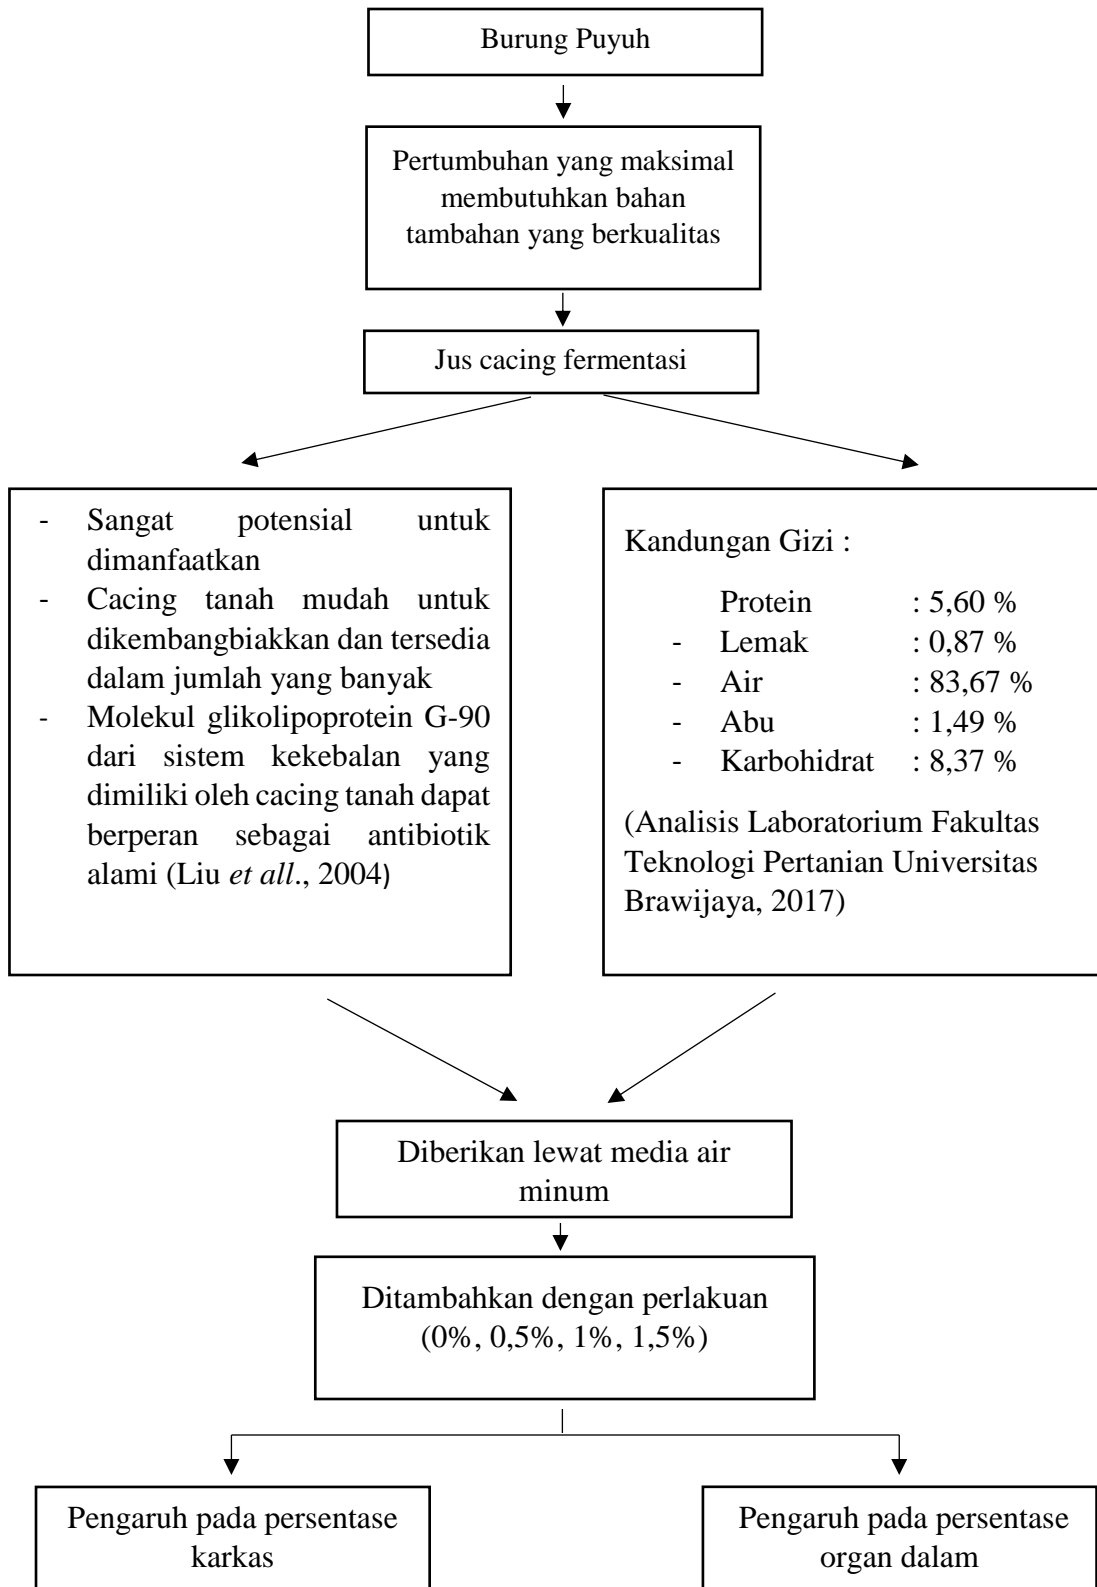 Burung Puyuh
Pertumbuhan yang maksimal
membutuhkan bahan
tambahan yang berkualitas
Jus cacing fermentasi
- Sangat potensial untuk
dimanfaatkan
- Cacing tanah mudah untuk
dikembangbiakkan dan tersedia
dalam jumlah yang banyak
- Molekul glikolipoprotein G-90
dari sistem kekebalan yang
dimiliki oleh cacing tanah dapat
berperan sebagai antibiotik
alami (Liu et all., 2004)
Kandungan Gizi :
Protein : 5,60 %
- Lemak : 0,87 %
- Air : 83,67 %
- Abu : 1,49 %
- Karbohidrat : 8,37 %
(Analisis Laboratorium Fakultas
Teknologi Pertanian Universitas
Brawijaya, 2017)
Diberikan lewat media air
minum
Ditambahkan dengan perlakuan
(0%, 0,5%, 1%, 1,5%)
Pengaruh pada persentase
karkas
Pengaruh pada persentase
organ dalam